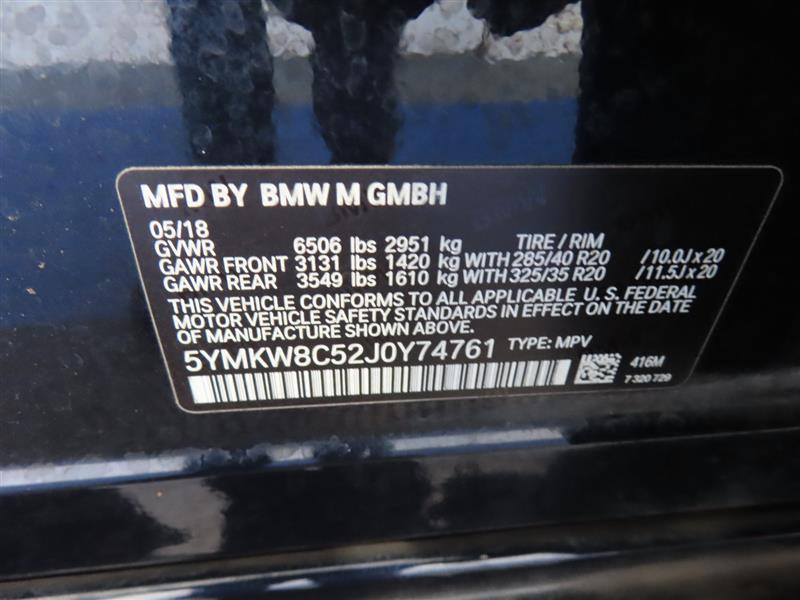 MFD BY BMW M GMBH
05/18
GVWR 6506 lbs 2951 kg TIRE / RIM
GAWR FRONT 3131 lbs 1420 kg WITH 285/40 R20 /10.0J x 20
GAWR REAR 3549 lbs 1610 kg WITH 325/35 R20 /11.5J x 20
THIS VEHICLE CONFORMS TO ALL APPLICABLE U. S. FEDERAL
MOTOR VEHICLE SAFETY STANDARDS IN EFFECT ON THE DATE
OF MANUFACTURE SHOWN ABOVE.
5YMKW8C52J0Y74761 TYPE: MPV
416M
7 320 729